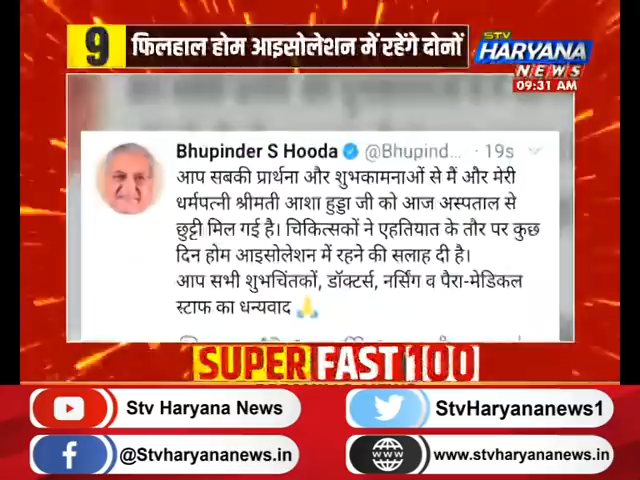 9 फिलहाल होम आइसोलेशन में रहेंगे दोनों
STV
HARYANA
NEWS
09:31 AM
Bhupinder S Hooda @Bhupind... · 19s
आप सबकी प्रार्थना और शुभकामनाओं से मैं और मेरी
धर्मपत्नी श्रीमती आशा हुड्डा जी को आज अस्पताल से
छुट्टी मिल गई है। चिकित्सकों ने एहतियात के तौर पर कुछ
दिन होम आइसोलेशन में रहने की सलाह दी है।
आप सभी शुभचिंतकों, डॉक्टर्स, नर्सिंग व पैरा-मेडिकल
स्टाफ का धन्यवाद 🙏
SUPER FAST 100
Stv Haryana News
StvHaryananews1
@Stvharyananews.in
www.stvharyananews.in